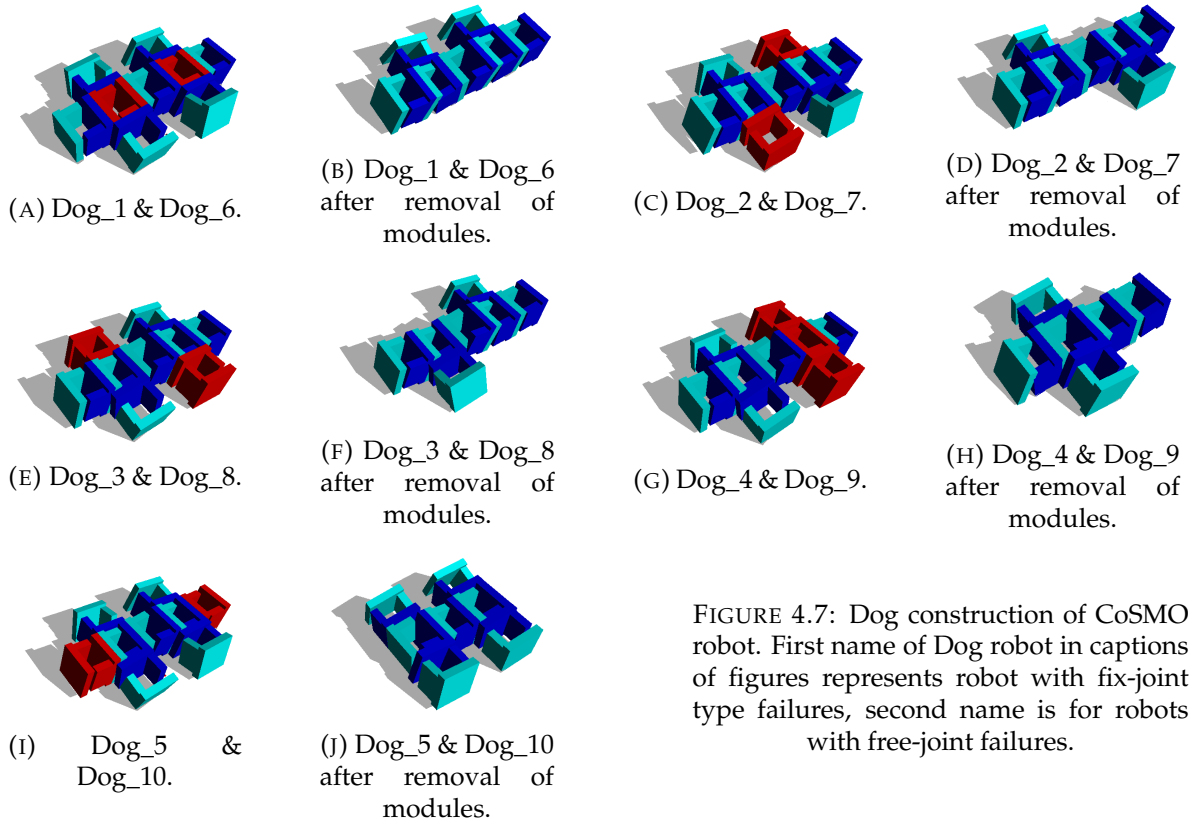 (A) Dog_1 & Dog_6.
(B) Dog_1 & Dog_6
after removal of
modules.
(C) Dog_2 & Dog_7.
(D) Dog_2 & Dog_7
after removal of
modules.
(E) Dog_3 & Dog_8.
(F) Dog_3 & Dog_8
after removal of
modules.
(G) Dog_4 & Dog_9.
(H) Dog_4 & Dog_9
after removal of
modules.
(I) Dog_5 &
Dog_10.
(J) Dog_5 & Dog_10
after removal of
modules.
FIGURE 4.7: Dog construction of CoSMO
robot. First name of Dog robot in captions
of figures represents robot with fix-joint
type failures, second name is for robots
with free-joint failures.